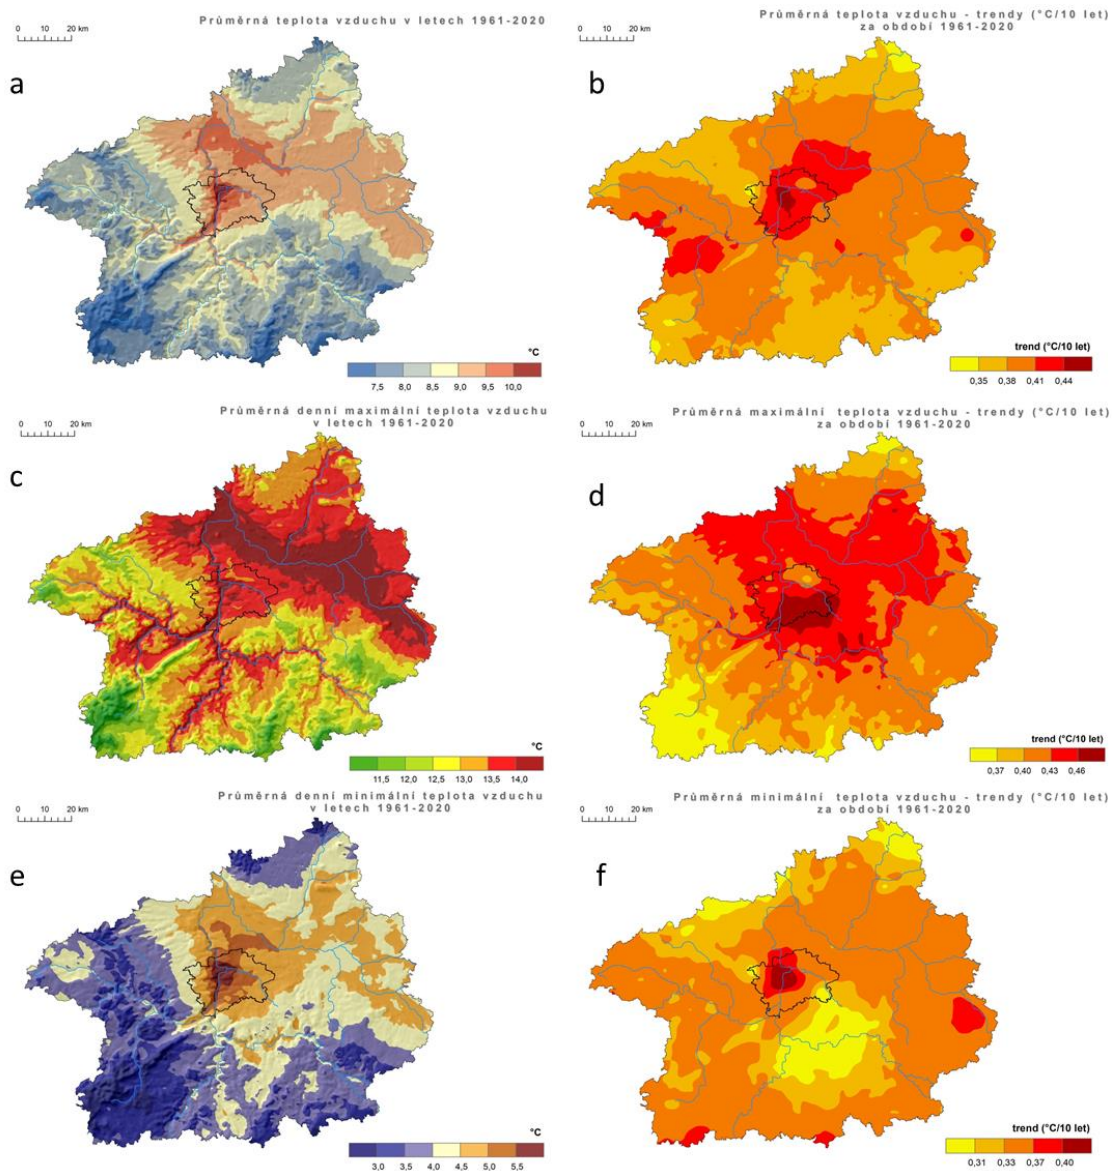 Průměrná teplota vzduchu v letech 1961-2020
0 10 20 km
a
°C
7,5 8,0 8,5 9,0 9,5 10,0
Průměrná teplota vzduchu - trendy (°C/10 let)
za období 1961-2020
0 10 20 km
b
trend (°C/10 let)
0,35 0,38 0,41 0,44
Průměrná denní maximální teplota vzduchu
v letech 1961-2020
0 10 20 km
c
°C
11,5 12,0 12,5 13,0 13,5 14,0
Průměrná maximální teplota vzduchu - trendy (°C/10 let)
za období 1961-2020
0 10 20 km
d
trend (°C/10 let)
0,37 0,40 0,43 0,46
Průměrná denní minimální teplota vzduchu
v letech 1961-2020
0 10 20 km
e
°C
3,0 3,5 4,0 4,5 5,0 5,5
Průměrná minimální teplota vzduchu - trendy (°C/10 let)
za období 1961-2020
0 10 20 km
f
trend (°C/10 let)
0,31 0,33 0,37 0,40